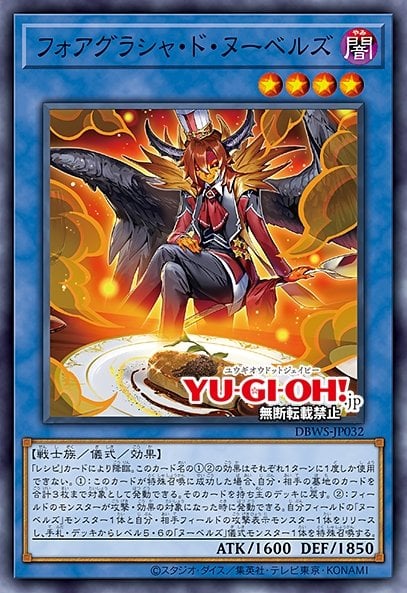 フォアグラシャ・ド・ヌーベルズ
闇
ユウギオウドットジェイピー
YU-GI-OH!.jp
無断転載禁止
DBWS-JP032
【戦士族／儀式／効果】
「レシピ」カードにより降臨。このカード名の①②の効果はそれぞれ1ターンに1度しか使用
できない。①：このカードが特殊召喚に成功した場合、自分・相手の墓地のカードを
合計3枚まで対象として発動できる。そのカードを持ち主のデッキに戻す。②：フィール
ドのモンスターが攻撃・効果の対象になった時に発動できる。自分フィールドの「ヌ
ーベルズ」モンスター1体と自分・相手フィールドの攻撃表示モンスター1体をリリース
し、手札・デッキからレベル5・6の「ヌーベルズ」儀式モンスター1体を特殊召喚する。
ATK/1600 DEF/1850
©スタジオ・ダイス／集英社・テレビ東京・KONAMI